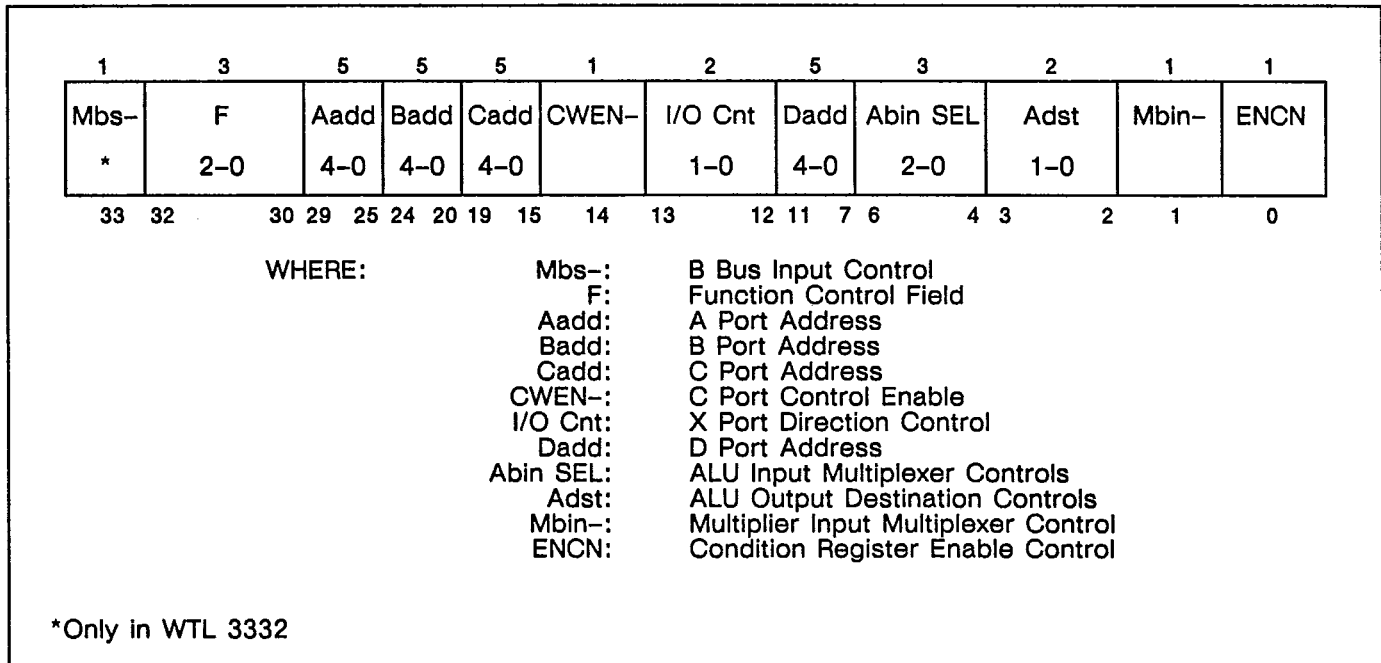 1 3 5 5 5 1 2 5 3 2 1 1
Mbs– F Aadd Badd Cadd CWEN– I/O Cnt Dadd Abin SEL Adst Mbin– ENCN
* 2–0 4–0 4–0 4–0 1–0 4–0 2–0 1–0
33 32 30 29 25 24 20 19 15 14 13 12 11 7 6 4 3 2 1 0
WHERE: Mbs–: B Bus Input Control
F: Function Control Field
Aadd: A Port Address
Badd: B Port Address
Cadd: C Port Address
CWEN–: C Port Control Enable
I/O Cnt: X Port Direction Control
Dadd: D Port Address
Abin SEL: ALU Input Multiplexer Controls
Adst: ALU Output Destination Controls
Mbin–: Multiplier Input Multiplexer Control
ENCN: Condition Register Enable Control
*Only in WTL 3332